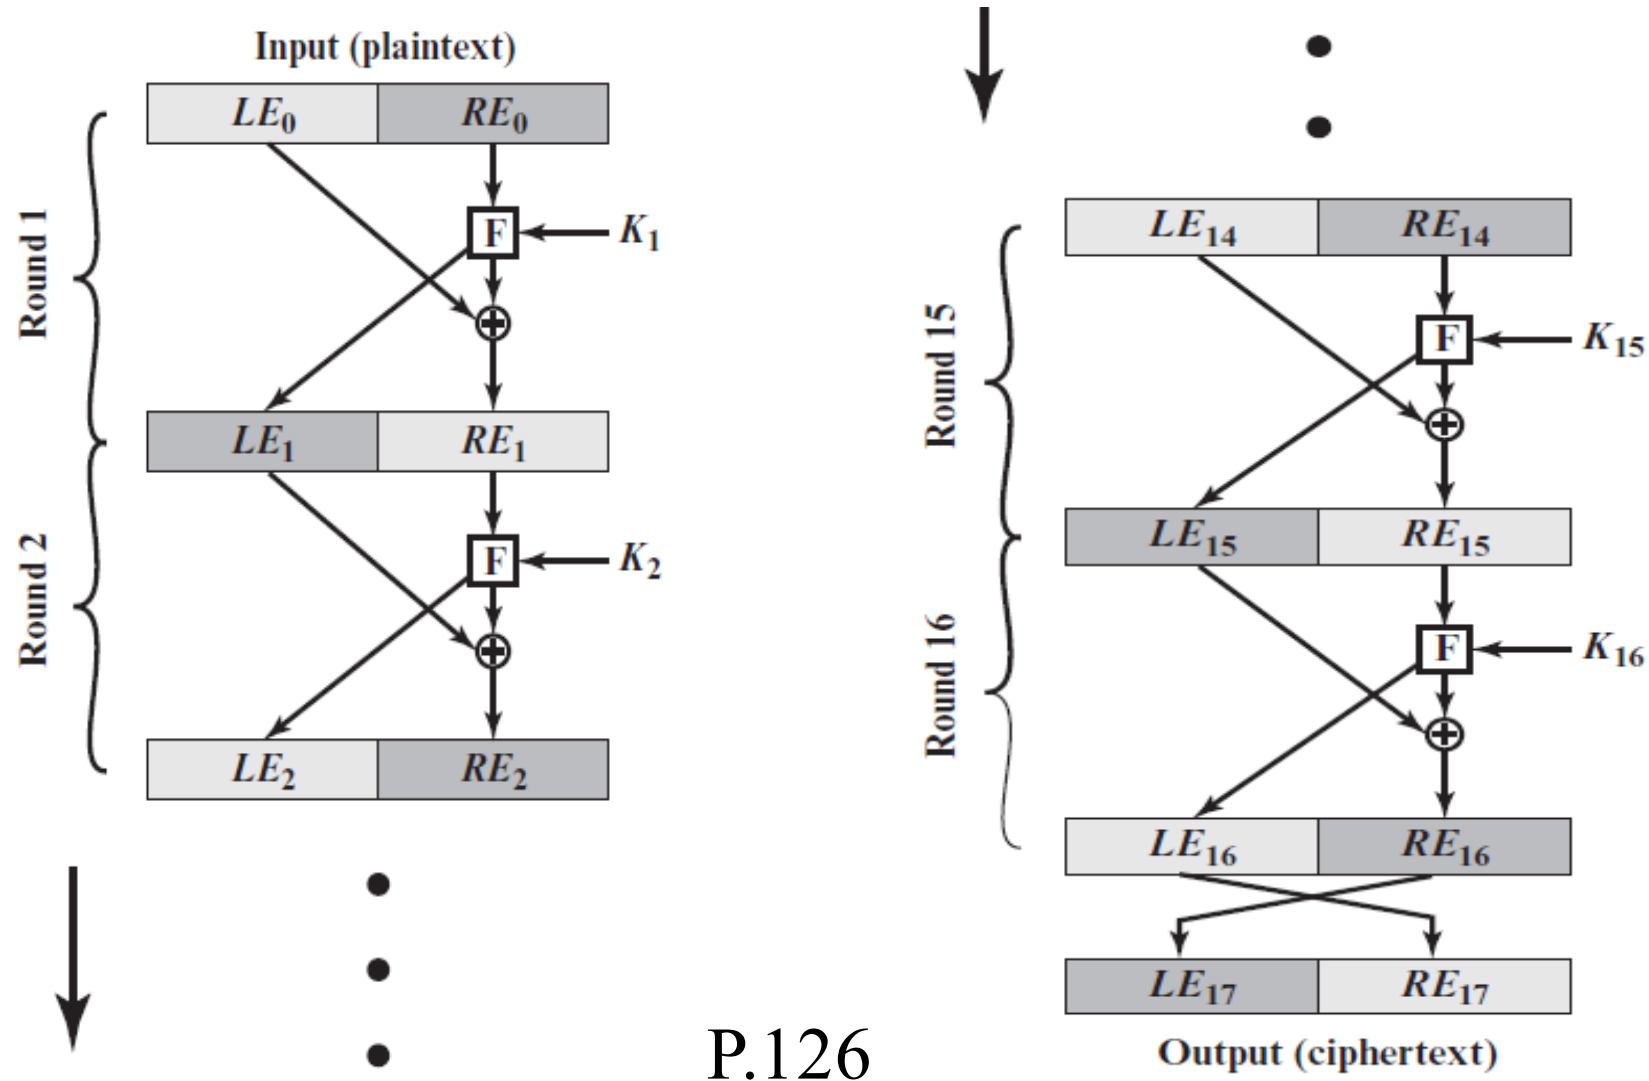 Input (plaintext)
LE0 RE0
Round 1
F K1
LE1 RE1
Round 2
F K2
LE2 RE2
LE14 RE14
Round 15
F K15
LE15 RE15
Round 16
F K16
LE16 RE16
LE17 RE17
Output (ciphertext)
P.126